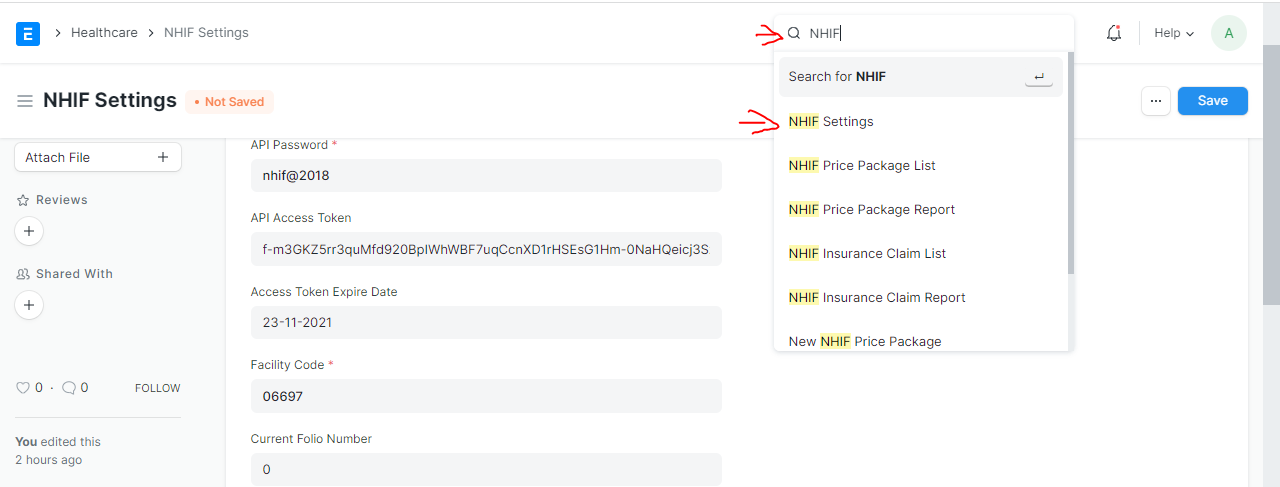 E
Healthcare
NHIF Settings
NHIF
Help
A
NHIF Settings
• Not Saved
...
Save
Search for NHIF
NHIF Settings
NHIF Price Package List
NHIF Price Package Report
NHIF Insurance Claim List
NHIF Insurance Claim Report
New NHIF Price Package
Attach File +
Reviews
+
Shared With
+
0 · 0 FOLLOW
You edited this
2 hours ago
API Password *
nhif@2018
API Access Token
f-m3GKZ5rr3quMfd920BpIWhWBF7uqCcnXD1rHSEsG1Hm-0NaHQeicj3S
Access Token Expire Date
23-11-2021
Facility Code *
06697
Current Folio Number
0